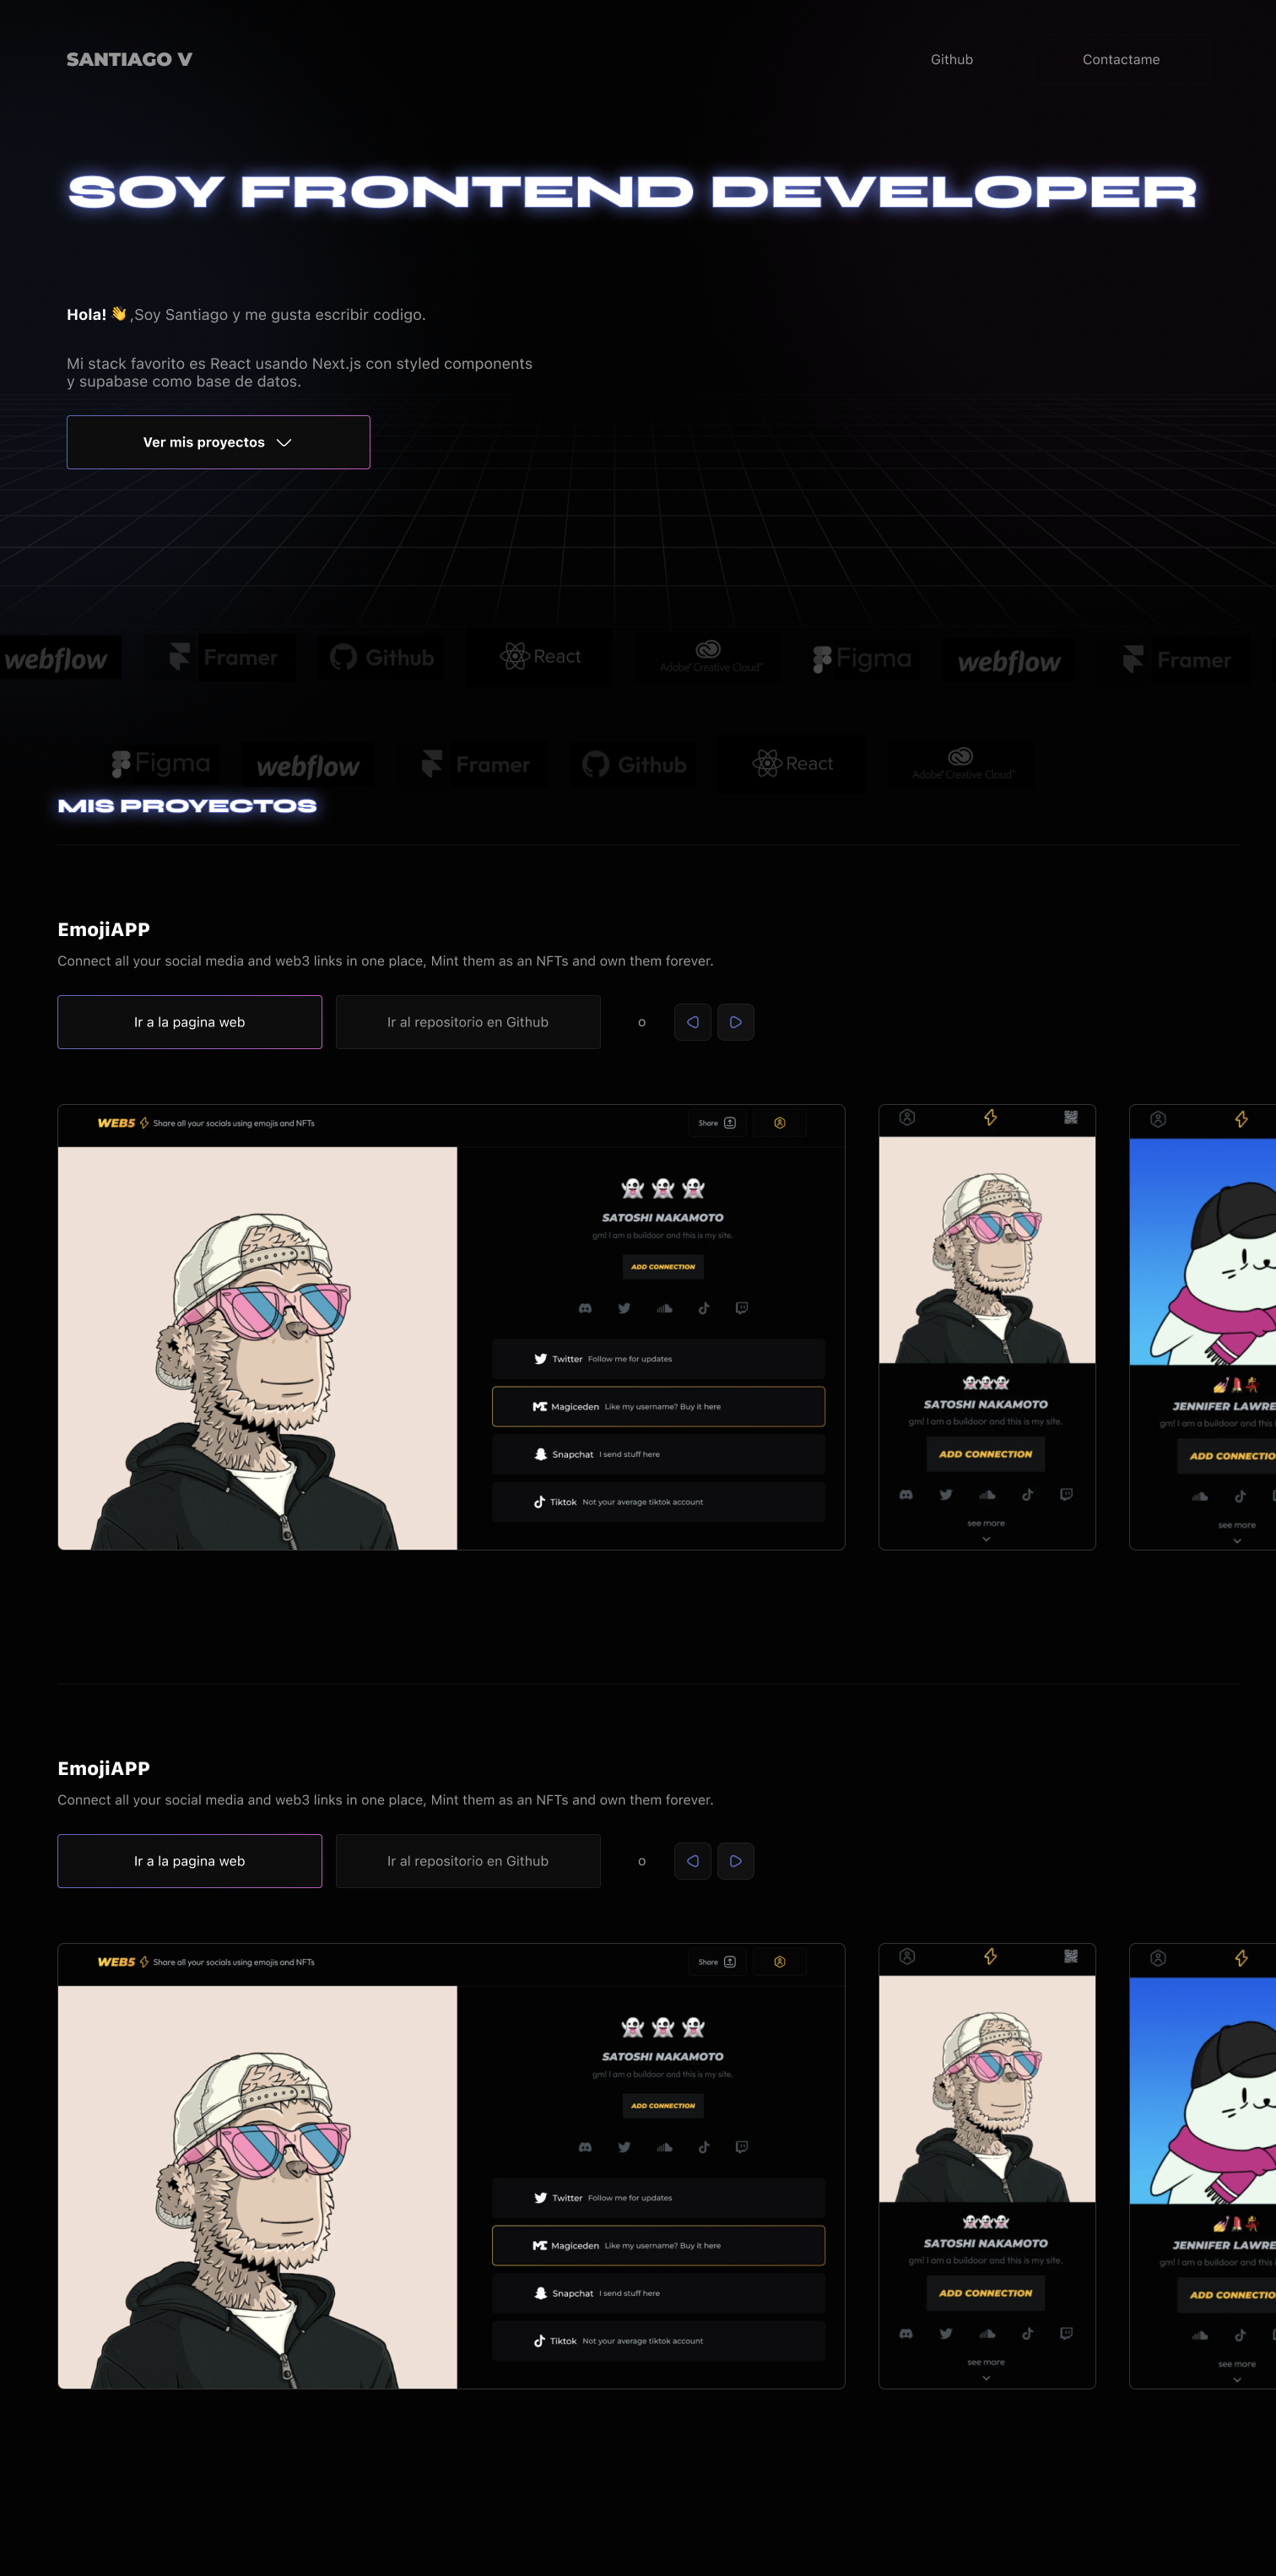 SANTIAGO V
Github
Contactame
SOY FRONTEND DEVELOPER
Hola! 👋 ,Soy Santiago y me gusta escribir codigo.
Mi stack favorito es React usando Next.js con styled components
y supabase como base de datos.
Ver mis proyectos
webflow
Framer
Github
React
Adobe Creative Cloud™
Figma
webflow
Framer
Figma
webflow
Framer
Github
React
Adobe Creative Cloud™
MIS PROYECTOS
EmojiAPP
Connect all your social media and web3 links in one place, Mint them as an NFTs and own them forever.
Ir a la pagina web
Ir al repositorio en Github
o
WEB5 Share all your socials using emojis and NFTs
Share
SATOSHI NAKAMOTO
gm! I am a buildoor and this is my site.
ADD CONNECTION
Twitter Follow me for updates
Magiceden Like my username? Buy it here
Snapchat I send stuff here
Tiktok Not your average tiktok account
SATOSHI NAKAMOTO
gm! I am a buildoor and this is my site.
ADD CONNECTION
see more
JENNIFER LAWRE
gm! I am a buildoor and this i
ADD CONNECTIO
see more
EmojiAPP
Connect all your social media and web3 links in one place, Mint them as an NFTs and own them forever.
Ir a la pagina web
Ir al repositorio en Github
o
WEB5 Share all your socials using emojis and NFTs
Share
SATOSHI NAKAMOTO
gm! I am a buildoor and this is my site.
ADD CONNECTION
Twitter Follow me for updates
Magiceden Like my username? Buy it here
Snapchat I send stuff here
Tiktok Not your average tiktok account
SATOSHI NAKAMOTO
gm! I am a buildoor and this is my site.
ADD CONNECTION
see more
JENNIFER LAWRE
gm! I am a buildoor and this i
ADD CONNECTIO
see more